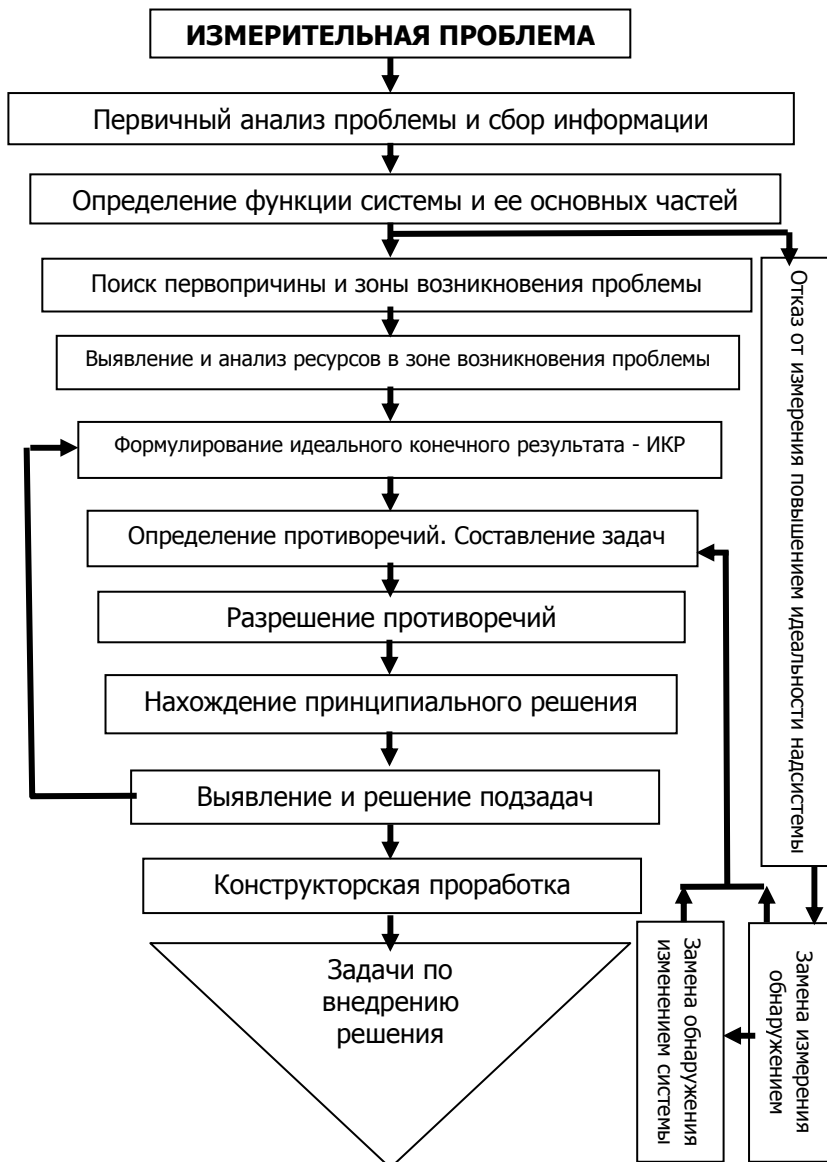 ИЗМЕРИТЕЛЬНАЯ ПРОБЛЕМА
Первичный анализ проблемы и сбор информации
Определение функции системы и ее основных частей
Поиск первопричины и зоны возникновения проблемы
Выявление и анализ ресурсов в зоне возникновения проблемы
Формулирование идеального конечного результата - ИКР
Определение противоречий. Составление задач
Разрешение противоречий
Нахождение принципиального решения
Выявление и решение подзадач
Конструкторская проработка
Задачи по
внедрению
решения
Отказ от измерения повышением идеальности надсистемы
Замена измерения
обнаружением
Замена обнаружения
изменением системы